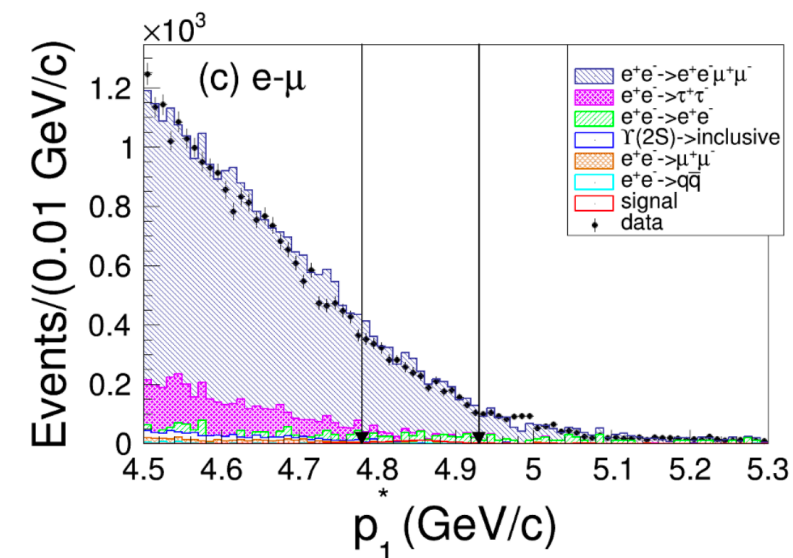 ×10³
Events/(0.01 GeV/c)
(c) e-μ
e⁺e⁻->e⁺e⁻μ⁺μ⁻
e⁺e⁻->τ⁺τ⁻
e⁺e⁻->e⁺e⁻
ϒ(2S)->inclusive
e⁺e⁻->μ⁺μ⁻
e⁺e⁻->qq̅
signal
data
1.2
1
0.8
0.6
0.4
0.2
0
4.5 4.6 4.7 4.8 4.9 5 5.1 5.2 5.3
p₁* (GeV/c)